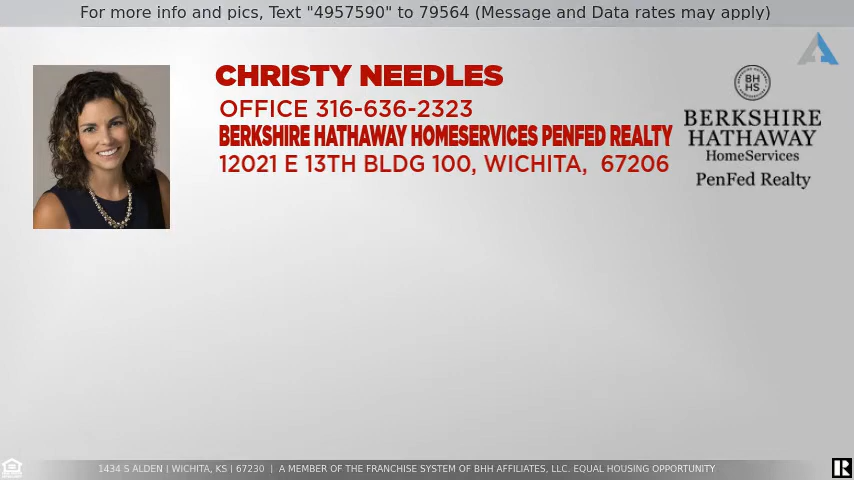 For more info and pics, Text "4957590" to 79564 (Message and Data rates may apply)
CHRISTY NEEDLES
OFFICE 316-636-2323
BERKSHIRE HATHAWAY HOMESERVICES PENFED REALTY
12021 E 13TH BLDG 100, WICHITA, 67206
BH
HS
BERKSHIRE
HATHAWAY
HomeServices
PenFed Realty
1434 S ALDEN | WICHITA, KS | 67230 | A MEMBER OF THE FRANCHISE SYSTEM OF BHH AFFILIATES, LLC. EQUAL HOUSING OPPORTUNITY